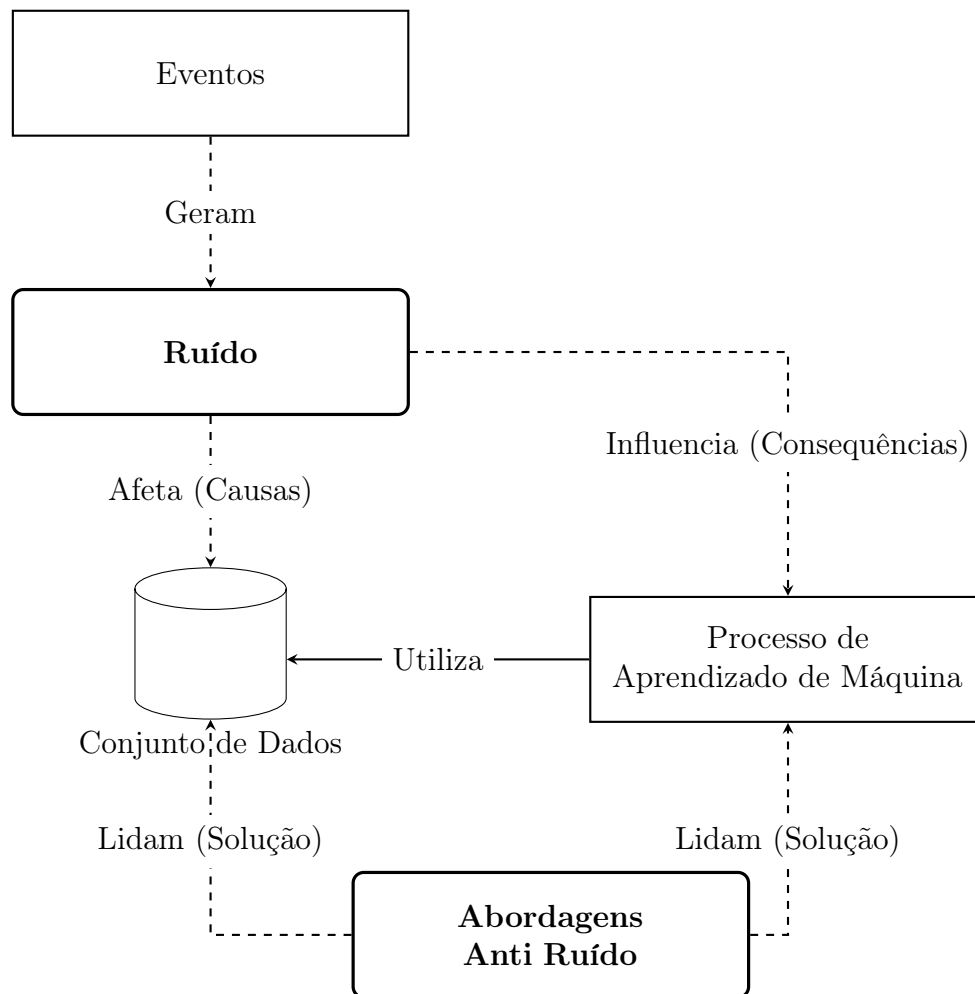 Eventos
Geram
Ruído
Influencia (Consequências)
Afeta (Causas)
Processo de
Aprendizado de Máquina
Utiliza
Conjunto de Dados
Lidam (Solução)
Lidam (Solução)
Abordagens
Anti Ruído